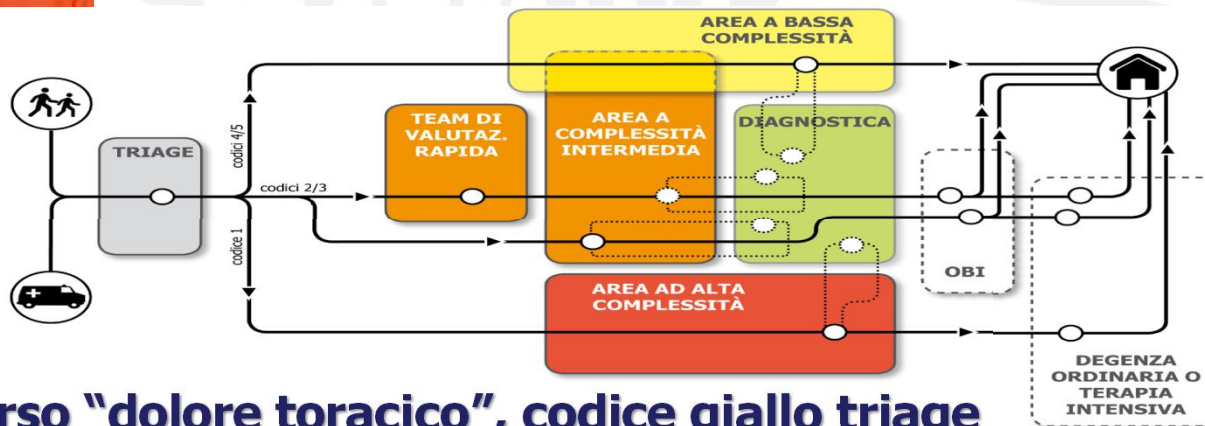 AREA A BASSA
COMPLESSITÀ
TEAM DI
VALUTAZ.
RAPIDA
AREA A
COMPLESSITÀ
INTERMEDIA
DIAGNOSTICA
TRIAGE
codici 4/5
codici 2/3
codice 1
OBI
AREA AD ALTA
COMPLESSITÀ
DEGENZA
ORDINARIA O
TERAPIA
INTENSIVA
rso “dolore toracico”, codice giallo triage